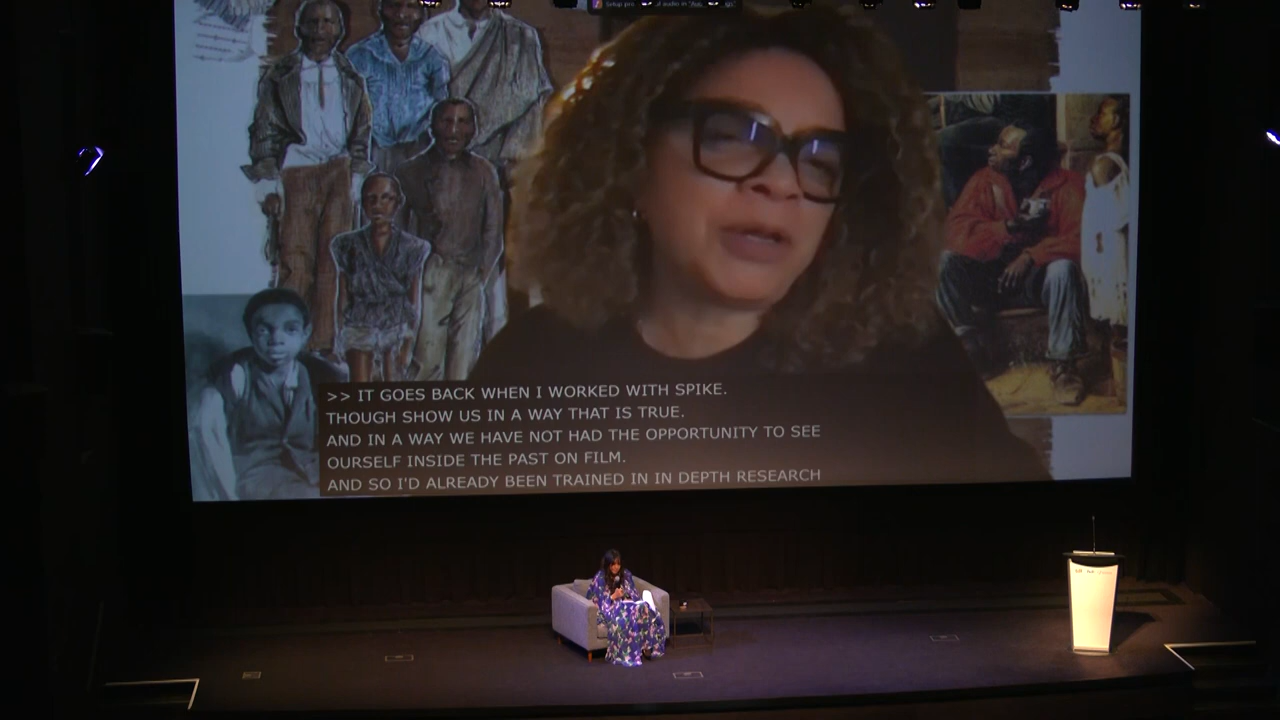 >> IT GOES BACK WHEN I WORKED WITH SPIKE.
THOUGH SHOW US IN A WAY THAT IS TRUE.
AND IN A WAY WE HAVE NOT HAD THE OPPORTUNITY TO SEE
OURSELF INSIDE THE PAST ON FILM.
AND SO I'D ALREADY BEEN TRAINED IN IN DEPTH RESEARCH